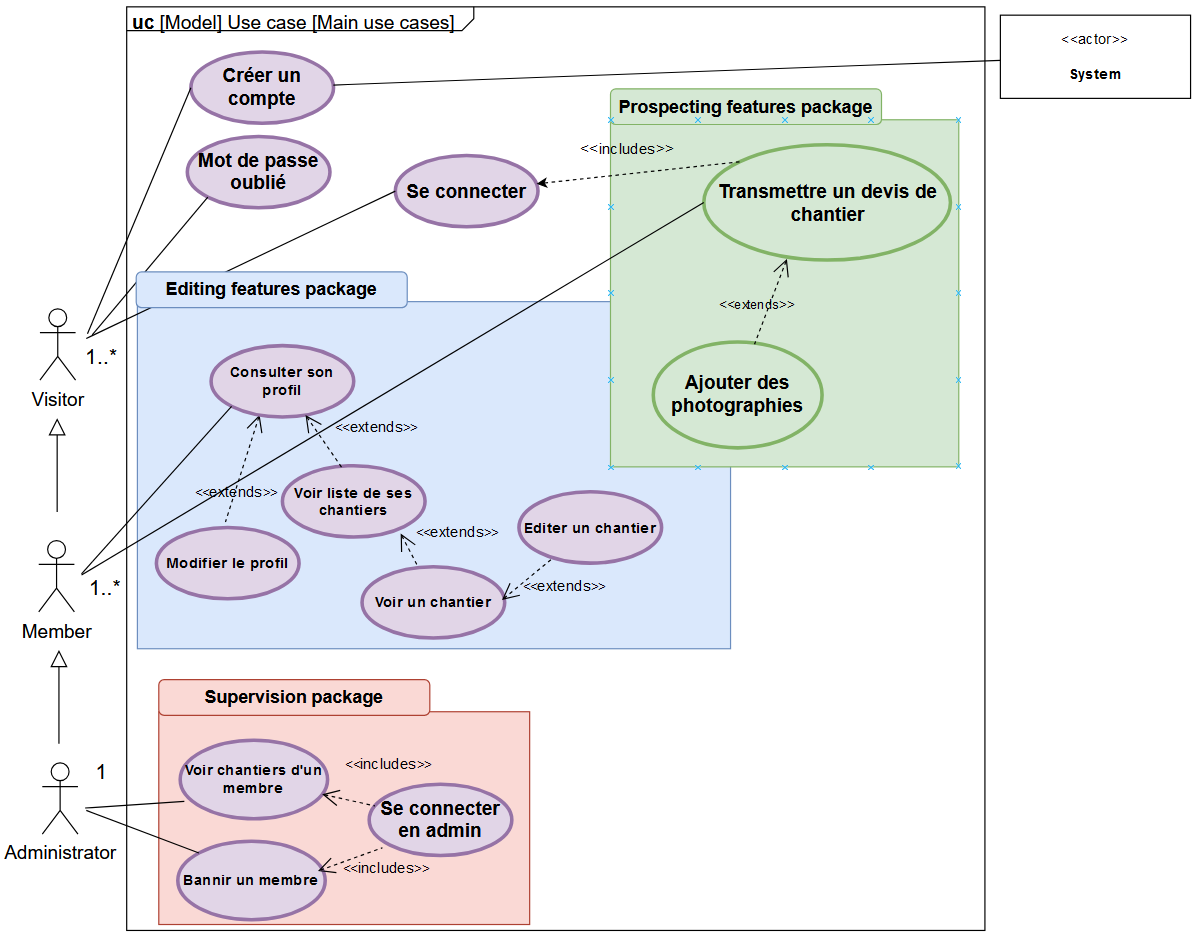 uc [Model] Use case [Main use cases]
<<actor>>
System
Créer un
compte
Prospecting features package
Mot de passe
oublié
<<includes>>
Se connecter
Transmettre un devis de
chantier
Editing features package
<<extends>>
1..*
Visitor
Consulter son
profil
Ajouter des
photographies
<<extends>>
<<extends>>
Voir liste de ses
chantiers
<<extends>>
Editer un chantier
Modifier le profil
<<extends>>
1..*
Voir un chantier
Member
Supervision package
1
Voir chantiers d'un
membre
<<includes>>
Se connecter
en admin
Administrator
<<includes>>
Bannir un membre